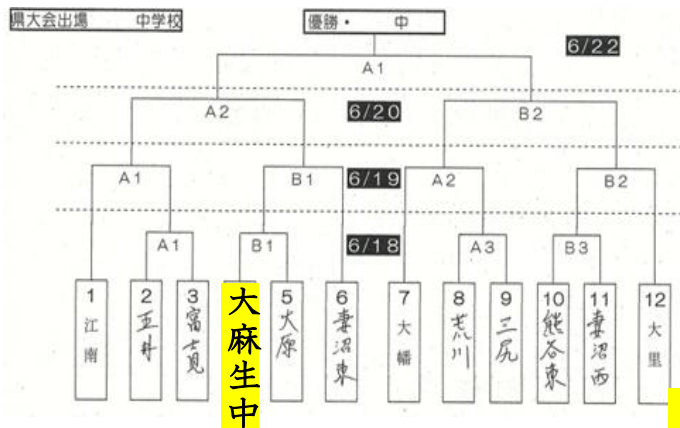 県大会出場　　　中学校
優勝・　　中
6/22
A1
A2
6/20
B2
A1
B1
6/19
A2
B2
A1
B1
6/18
A3
B3
1 江南
2 玉井
3 富士見
大麻生中
5 大原
6 妻沼東
7 大幡
8 荒川
9 三尻
10 熊谷東
11 妻沼西
12 大里